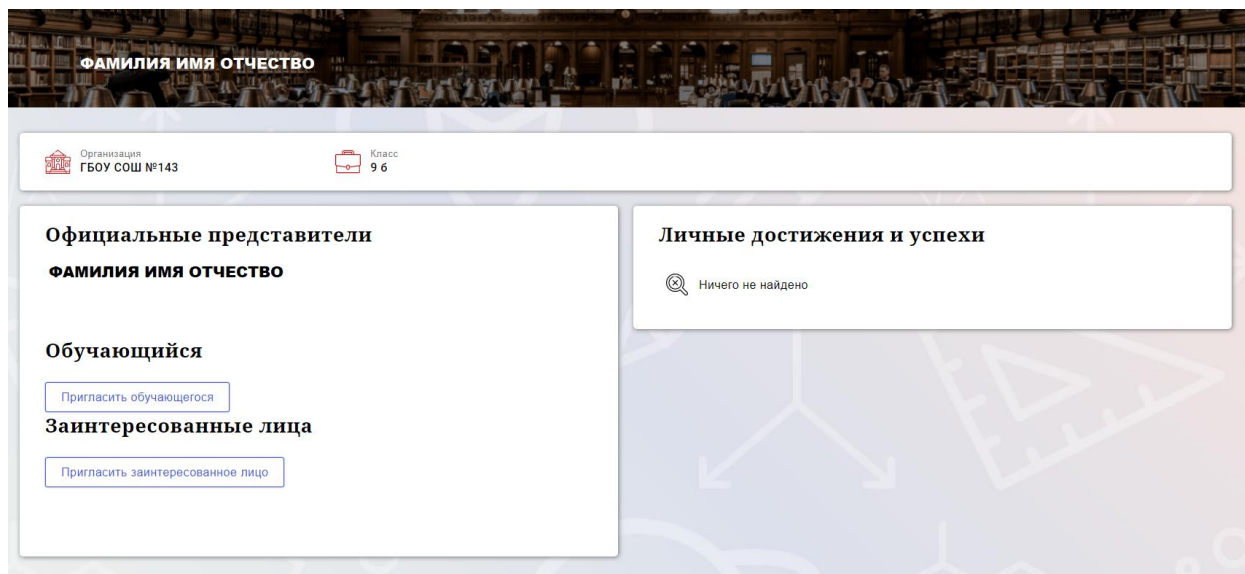 ФАМИЛИЯ ИМЯ ОТЧЕСТВО
Организация
ГБОУ СОШ №143
Класс
9 б
Официальные представители
ФАМИЛИЯ ИМЯ ОТЧЕСТВО
Обучающийся
Пригласить обучающегося
Заинтересованные лица
Пригласить заинтересованное лицо
Личные достижения и успехи
Ничего не найдено